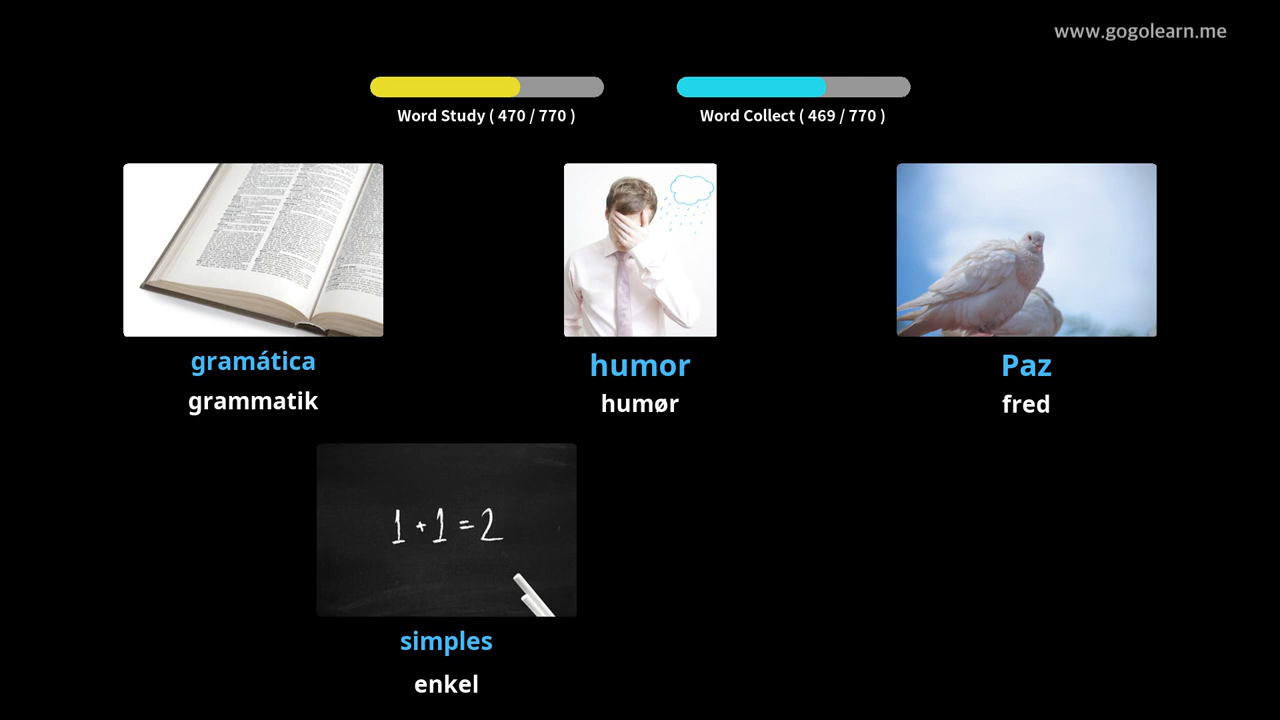 www.gogolearn.me
Word Study ( 470 / 770 )
Word Collect ( 469 / 770 )
gramática
grammatik
humor
humør
Paz
fred
1 + 1 = 2
simples
enkel